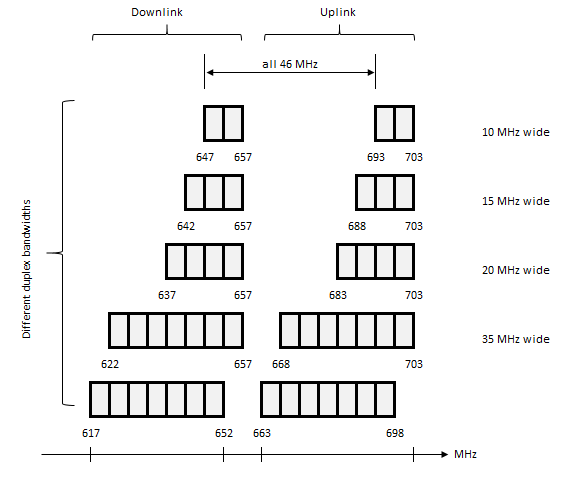 Downlink Uplink
all 46 MHz
10 MHz wide
647 657 693 703
15 MHz wide
642 657 688 703
20 MHz wide
637 657 683 703
35 MHz wide
622 657 668 703
617 652 663 698
MHz
Different duplex bandwidths